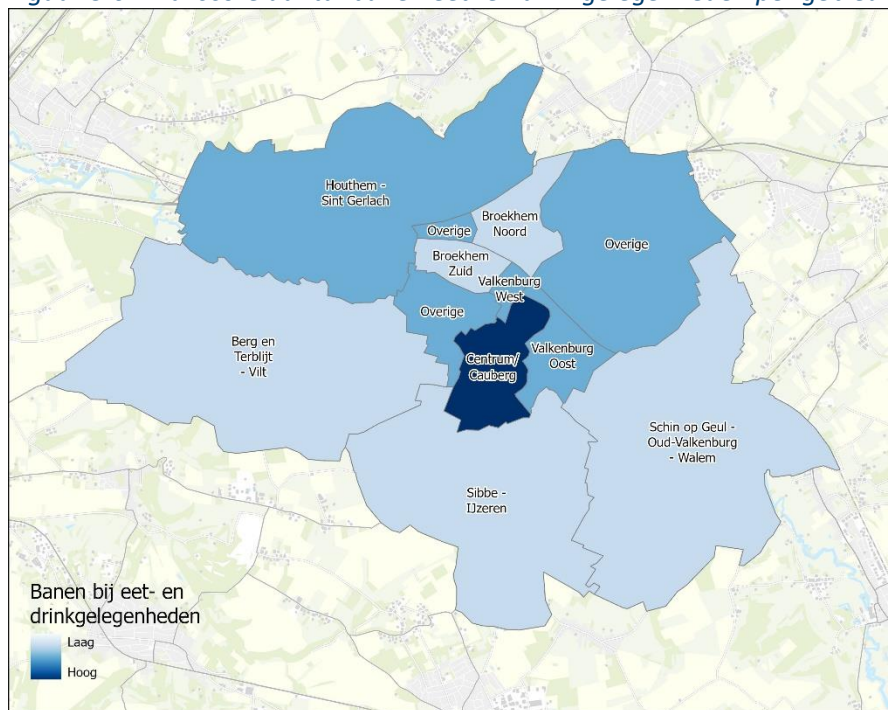 Houthem -
Sint Gerlach
Overige
Broekhem
Noord
Overige
Broekhem
Zuid
Valkenburg
West
Overige
Berg en
Terblijt
- Vilt
Centrum/
Cauberg
Valkenburg
Oost
Schin op Geul -
Oud-Valkenburg
- Walem
Sibbe -
IJzeren
Banen bij eet- en
drinkgelegenheden
Laag
Hoog